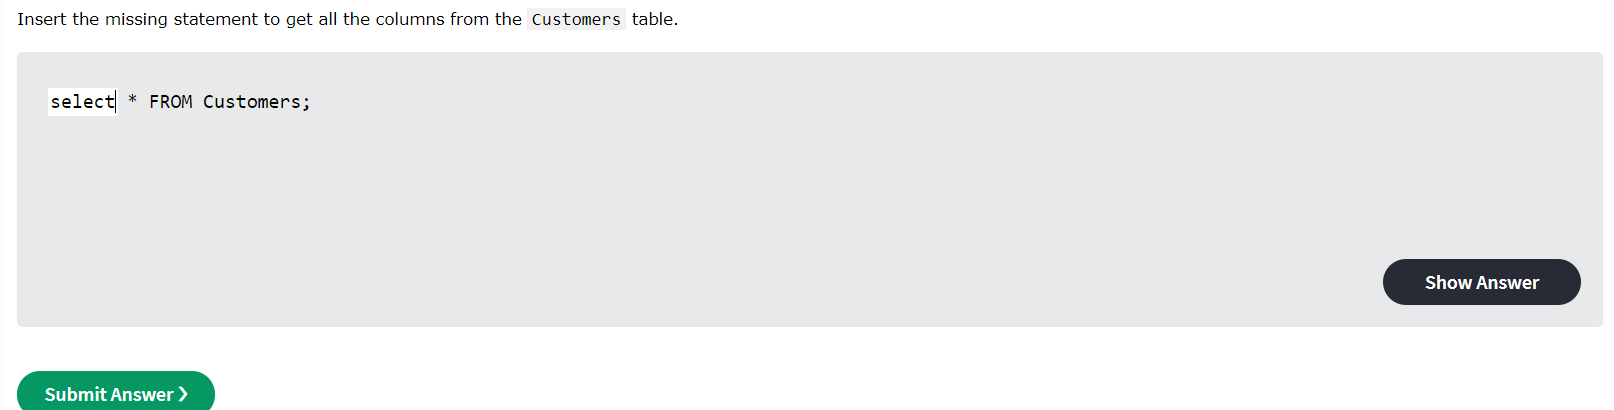 Insert the missing statement to get all the columns from the Customers table.
select * FROM Customers;
Show Answer
Submit Answer ❯